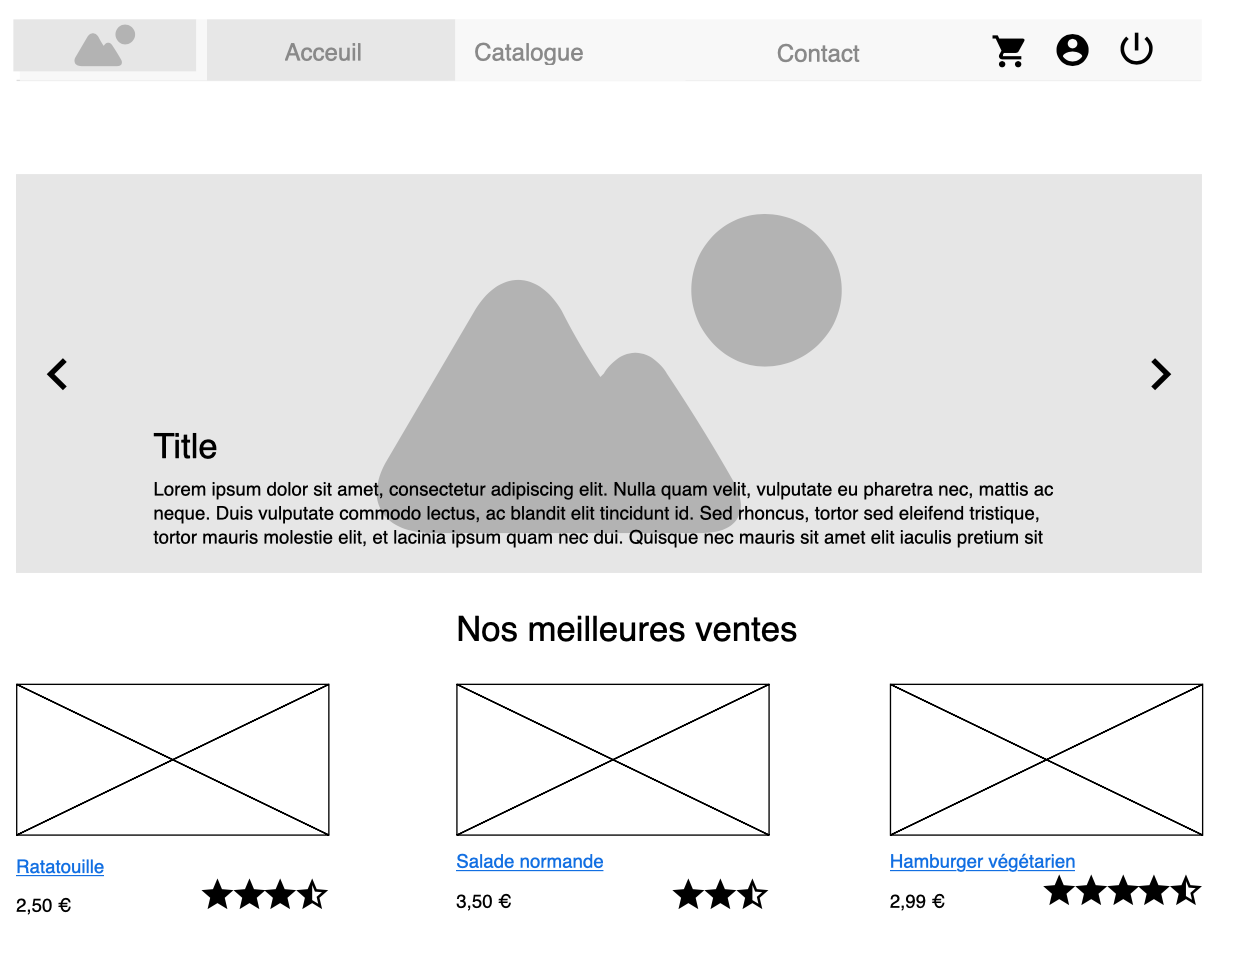 Acceuil Catalogue Contact
Title
Lorem ipsum dolor sit amet, consectetur adipiscing elit. Nulla quam velit, vulputate eu pharetra nec, mattis ac
neque. Duis vulputate commodo lectus, ac blandit elit tincidunt id. Sed rhoncus, tortor sed eleifend tristique,
tortor mauris molestie elit, et lacinia ipsum quam nec dui. Quisque nec mauris sit amet elit iaculis pretium sit
Nos meilleures ventes
Ratatouille
2,50 €
Salade normande
3,50 €
Hamburger végétarien
2,99 €